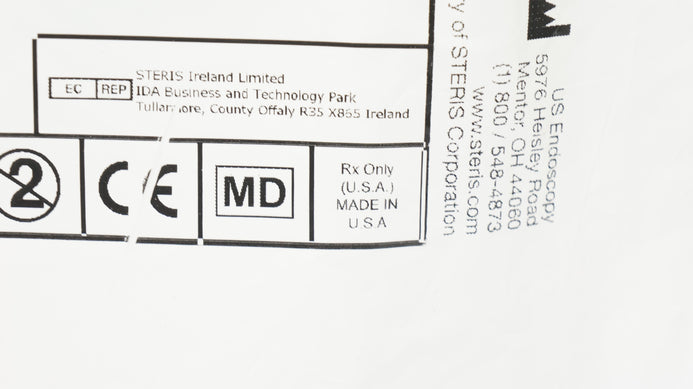 EC REP
STERIS Ireland Limited
IDA Business and Technology Park
Tullamore, County Offaly R35 X865 Ireland
2
CE
MD
Rx Only
(U.S.A.)
MADE IN
U S A
US Endoscopy
5976 Heisley Road
Mentor, OH 44060
(1) 800 / 548-4873
www.steris.com
y of STERIS Corporation